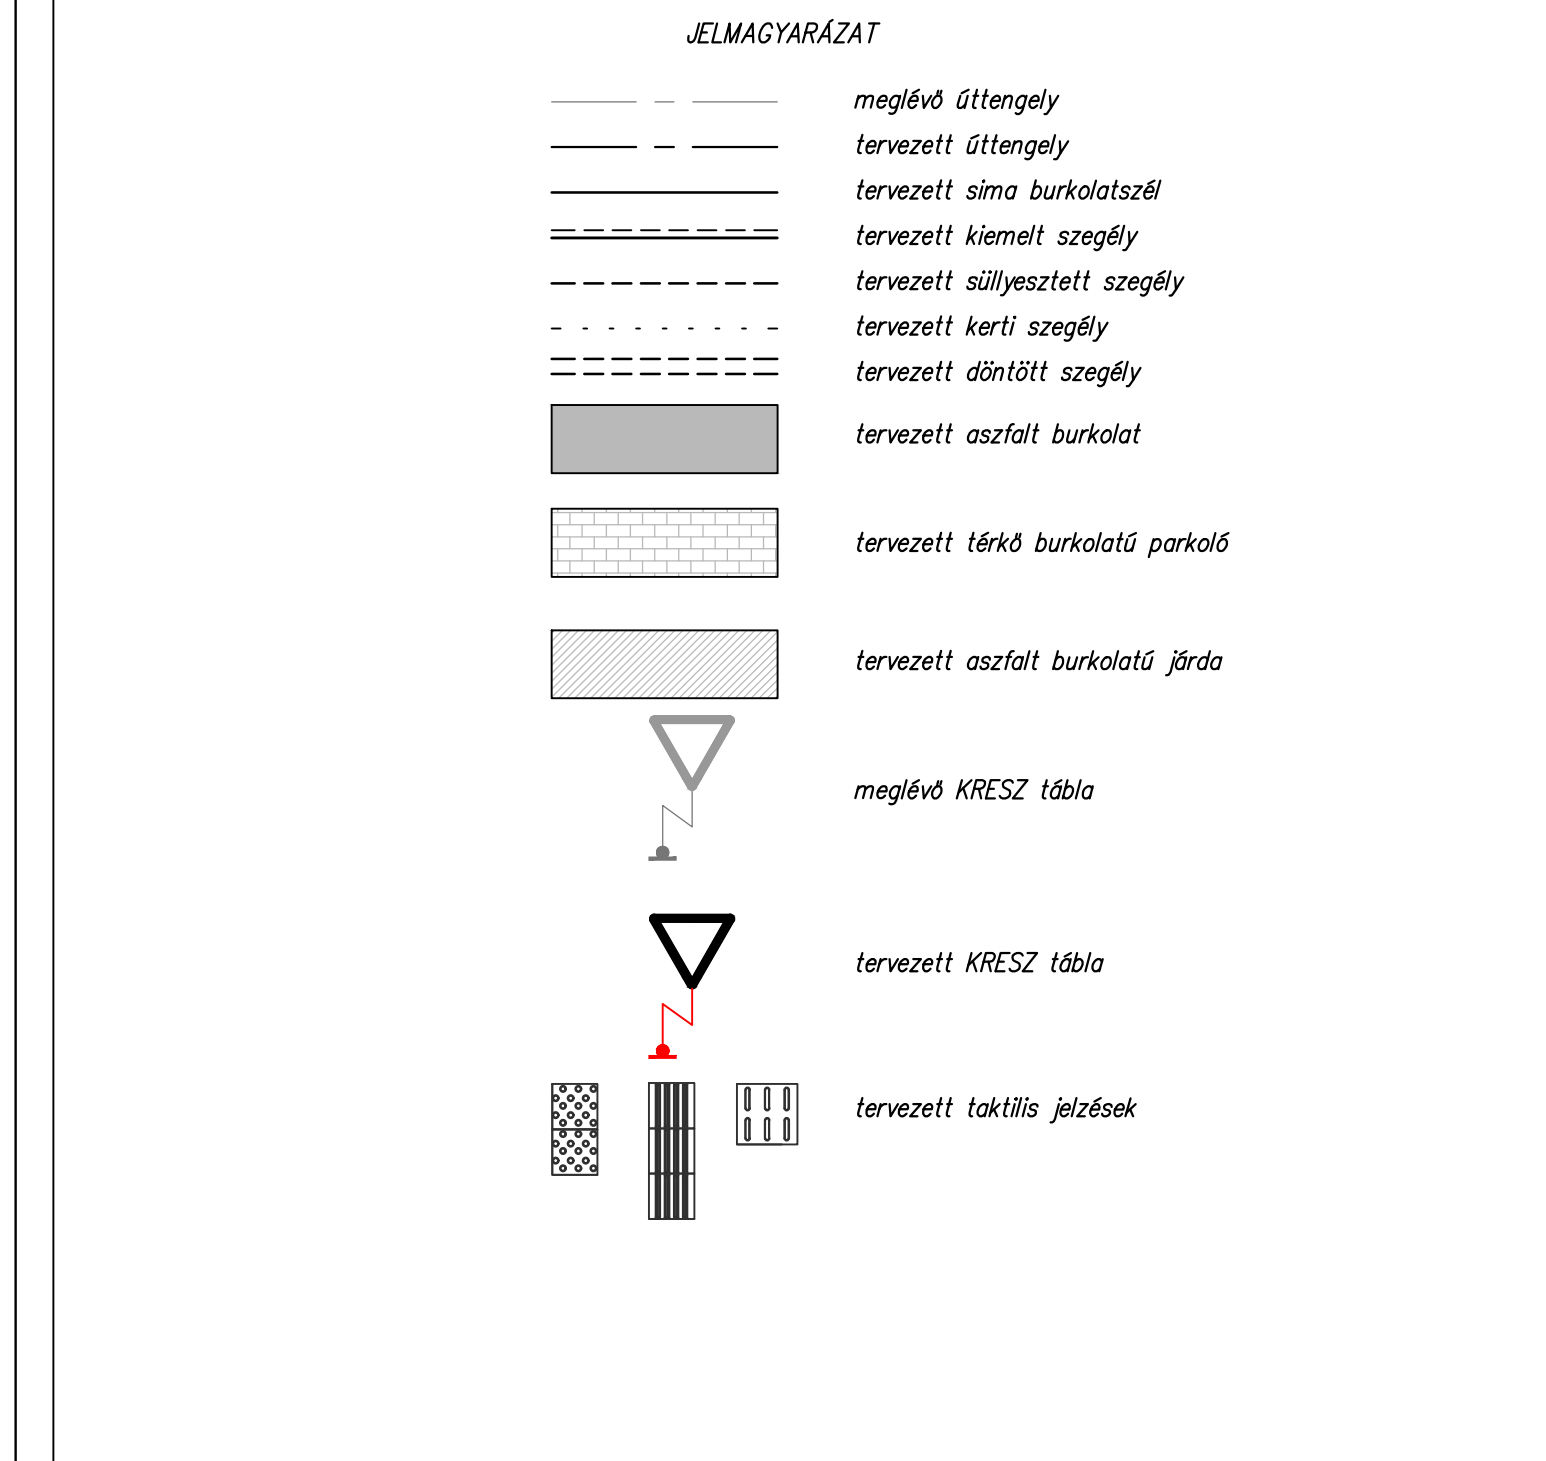 JELMAGYARÁZAT
meglévő úttengely
tervezett úttengely
tervezett sima burkolatszél
tervezett kiemelt szegély
tervezett süllyesztett szegély
tervezett kerti szegély
tervezett döntött szegély
tervezett aszfalt burkolat
tervezett térkő burkolatú parkoló
tervezett aszfalt burkolatú járda
meglévő KRESZ tábla
tervezett KRESZ tábla
tervezett taktilis jelzések